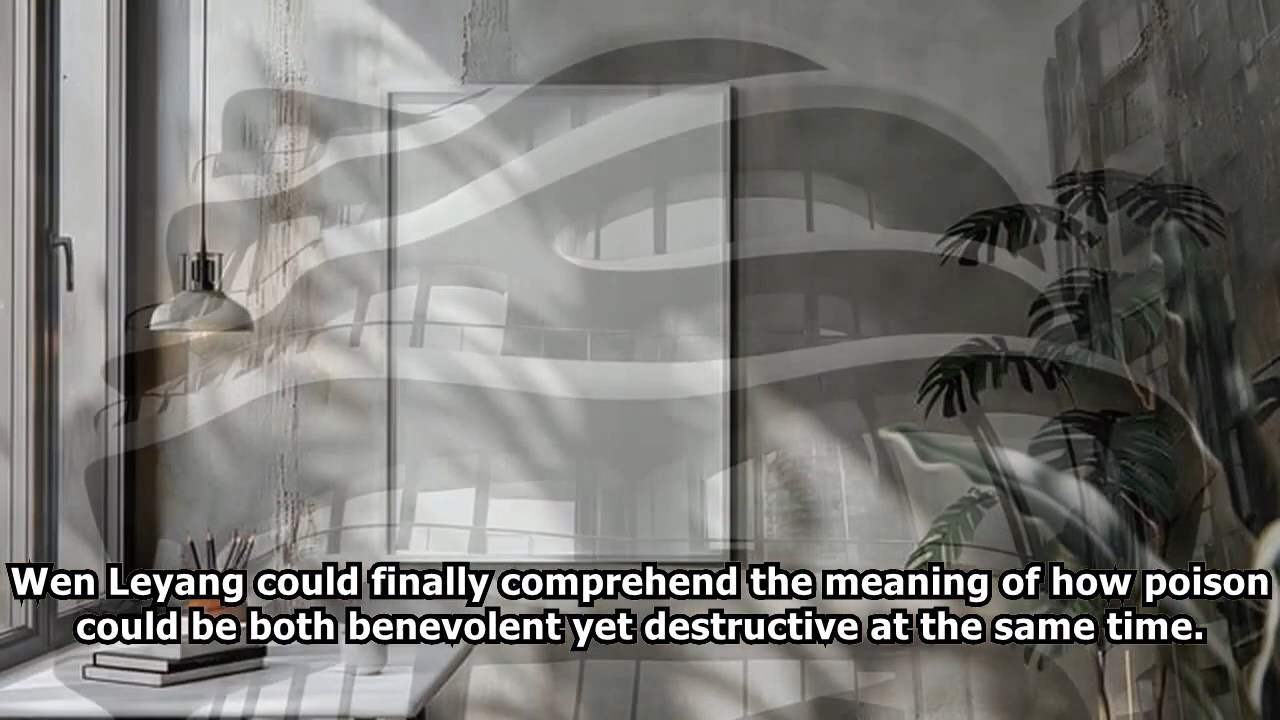 Wen Leyang could finally comprehend the meaning of how poison
could be both benevolent yet destructive at the same time.